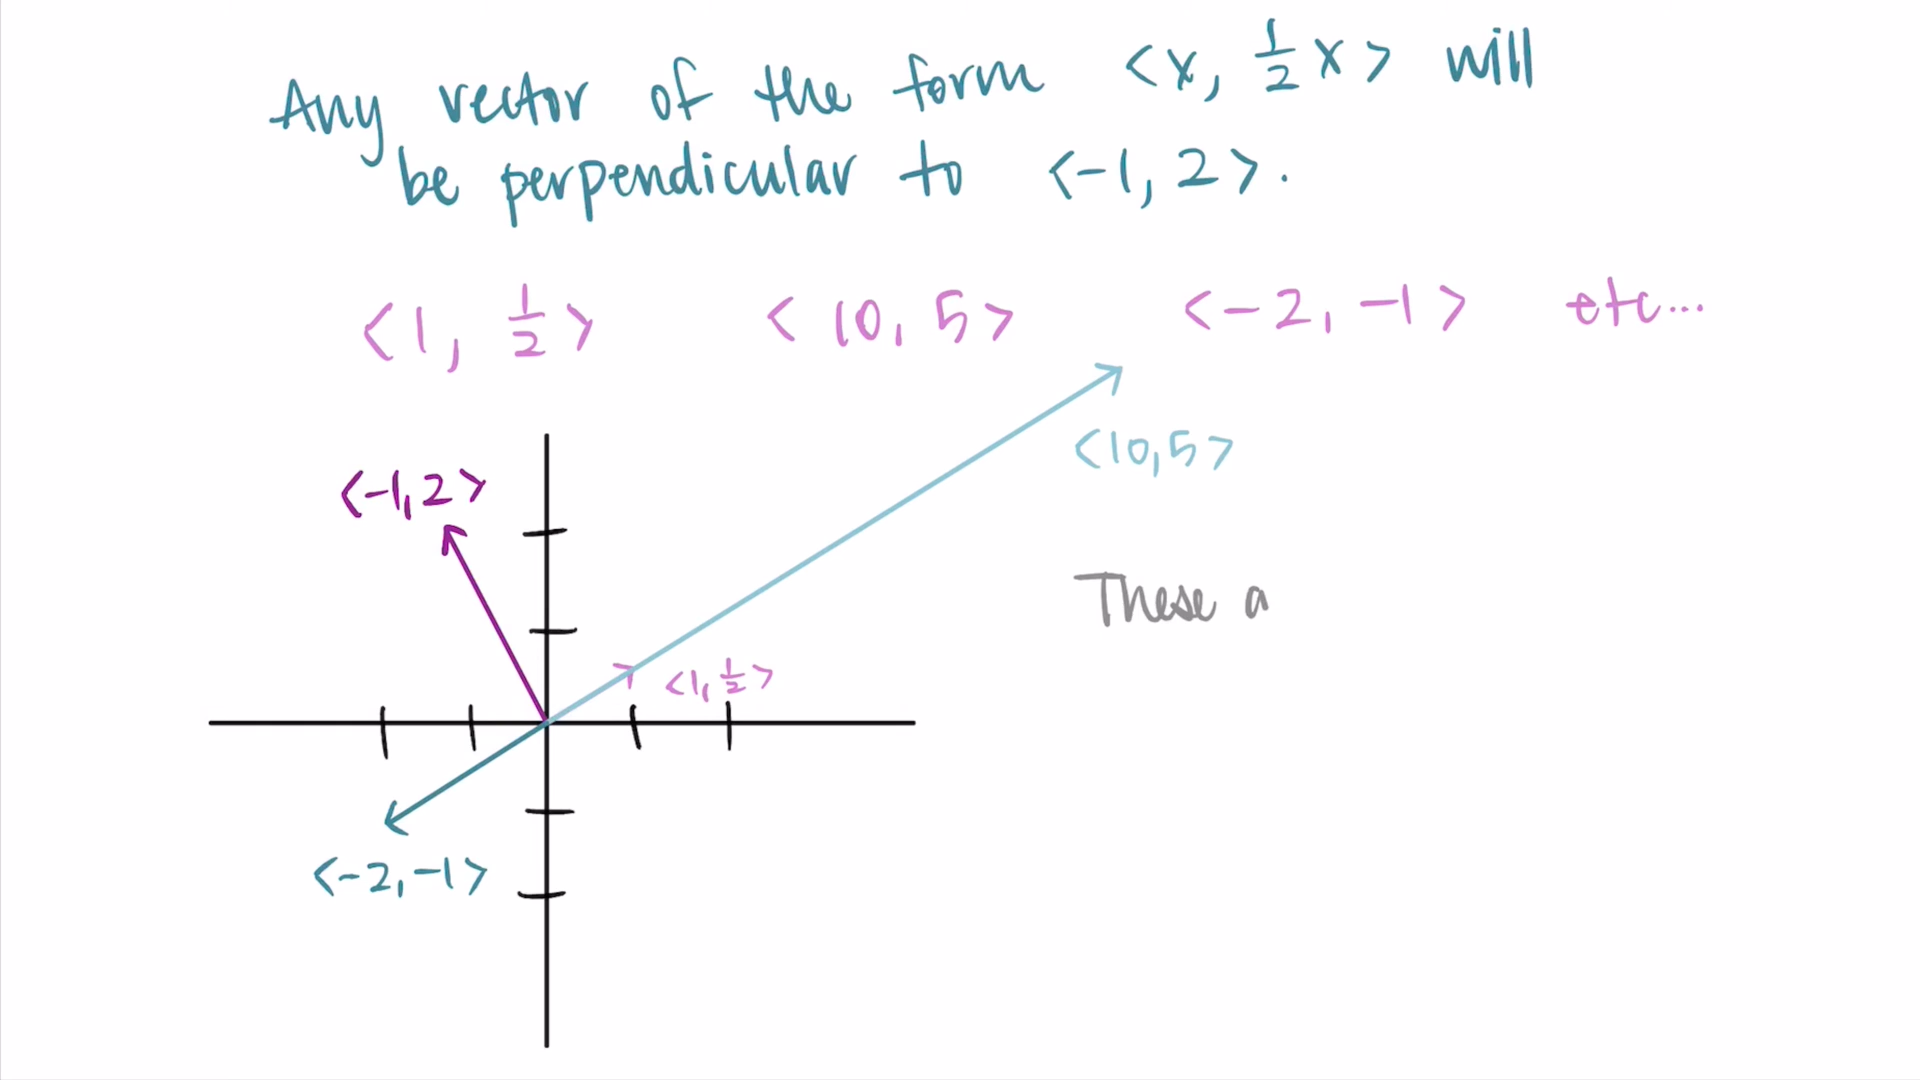 Any vector of the form <x, 1/2 x> will
be perpendicular to <-1, 2>.
<1, 1/2> <10, 5> <-2, -1> etc...
<10,5>
<-1,2>
These a
<1, 1/2>
<-2,-1>